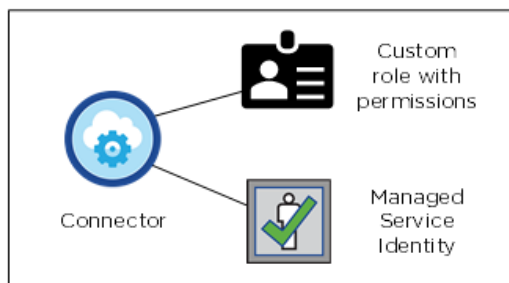 Custom
role with
permissions
Connector
Managed
Service
Identity